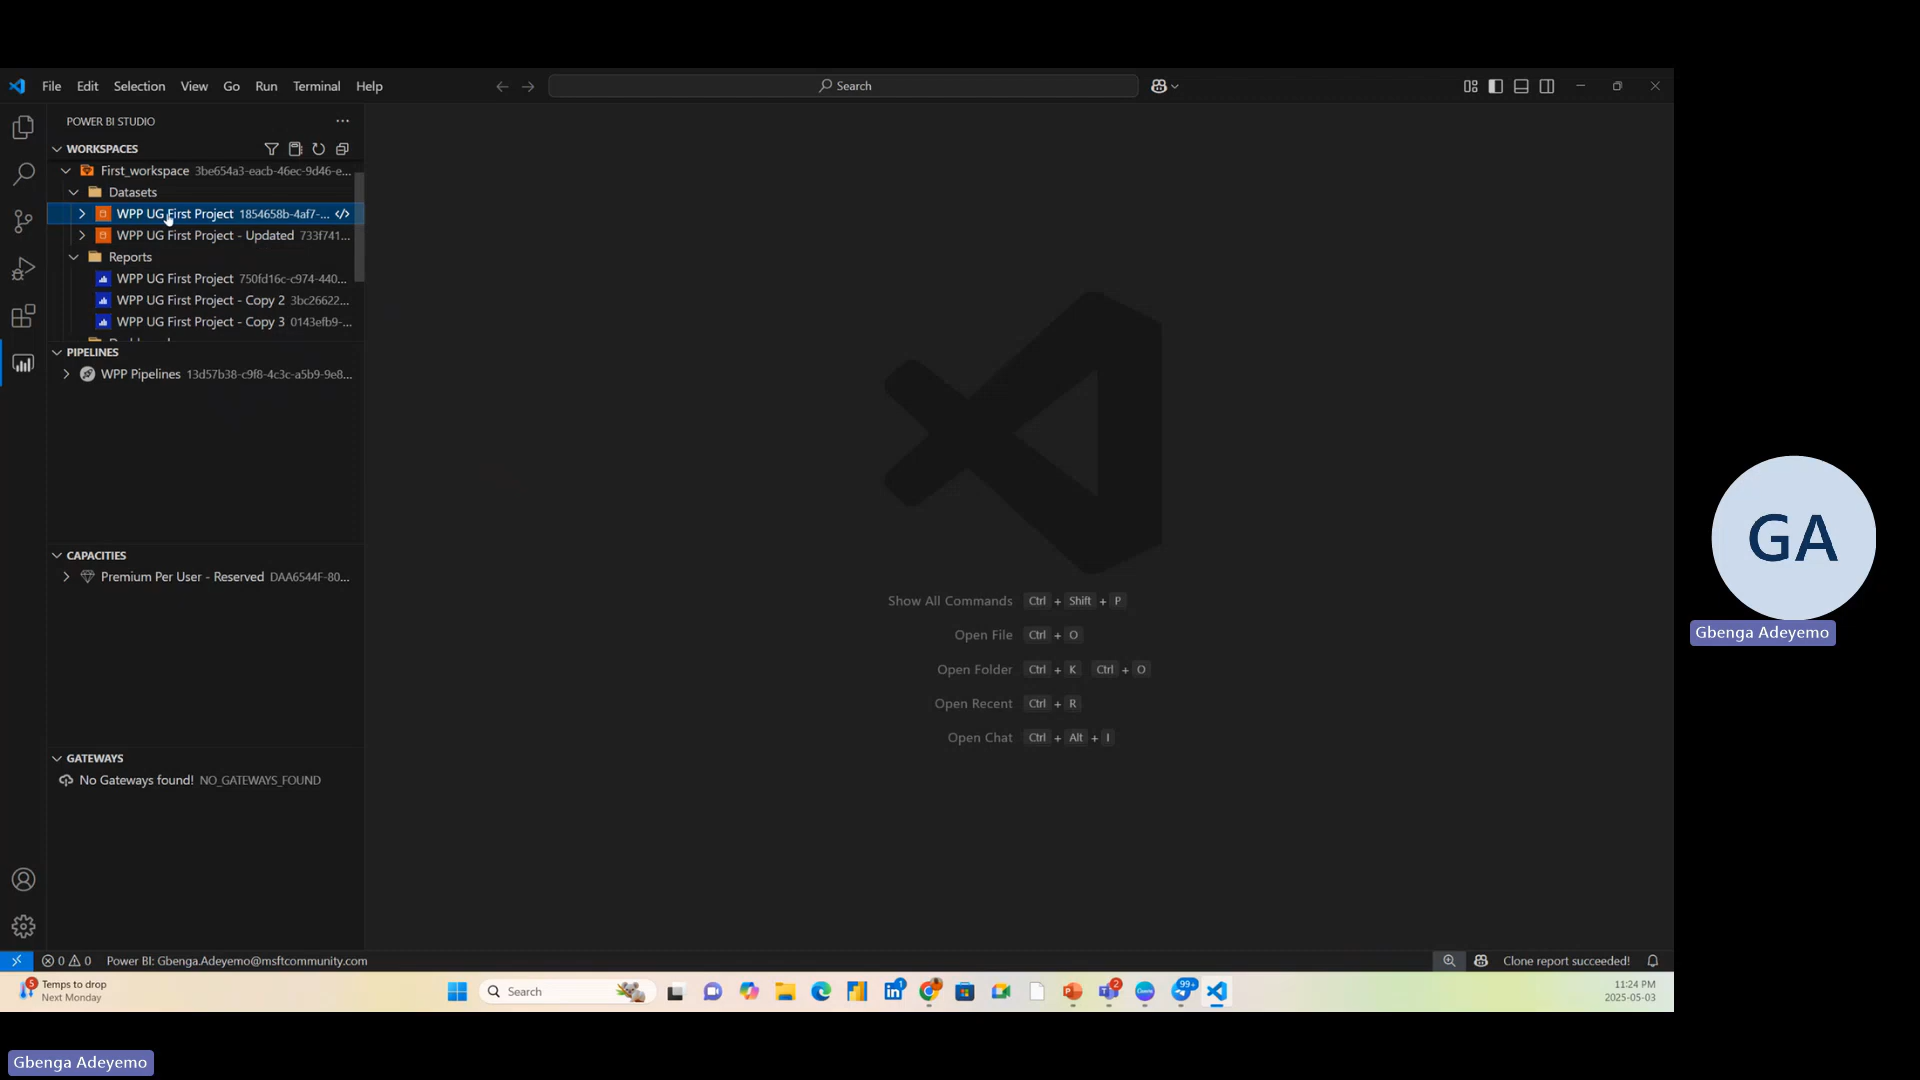 File Edit Selection View Go Run Terminal Help
Search
POWER BI STUDIO
WORKSPACES
First_workspace 3be654a3-eacb-46ec-9d46-e...
Datasets
WPP UG First Project 1854658b-4af7-...
WPP UG First Project - Updated 733f741...
Reports
WPP UG First Project 750fd16c-c974-440...
WPP UG First Project - Copy 2 3bc26622...
WPP UG First Project - Copy 3 0143efb9-...
PIPELINES
WPP Pipelines 13d57b38-c9f8-4c3c-a5b9-9e8...
CAPACITIES
Premium Per User - Reserved DAA6544F-80...
GATEWAYS
No Gateways found! NO_GATEWAYS_FOUND
Show All Commands Ctrl + Shift + P
Open File Ctrl + O
Open Folder Ctrl + K Ctrl + O
Open Recent Ctrl + R
Open Chat Ctrl + Alt + I
GA
Gbenga Adeyemo
0 0 Power BI: Gbenga.Adeyemo@msftcommunity.com
Clone report succeeded!
5
Temps to drop
Next Monday
Search
1
2
99+
11:24 PM
2025-05-03
Gbenga Adeyemo